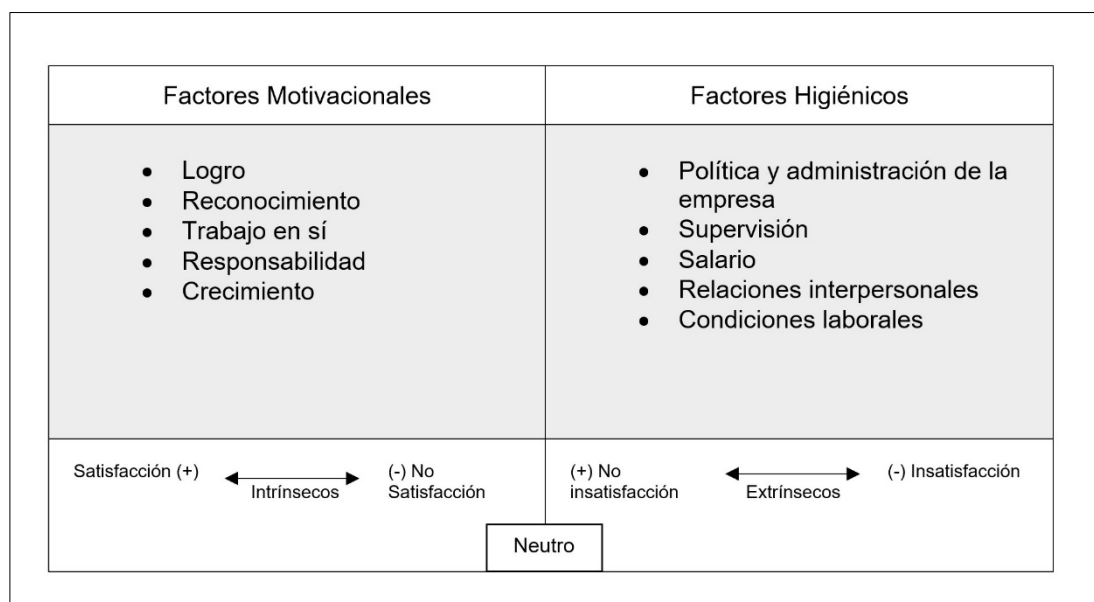 Factores Motivacionales
Factores Higiénicos
• Logro
• Reconocimiento
• Trabajo en sí
• Responsabilidad
• Crecimiento
• Política y administración de la
empresa
• Supervisión
• Salario
• Relaciones interpersonales
• Condiciones laborales
Satisfacción (+)
Intrínsecos
(-) No
Satisfacción
(+) No
insatisfacción
Extrínsecos
(-) Insatisfacción
Neutro